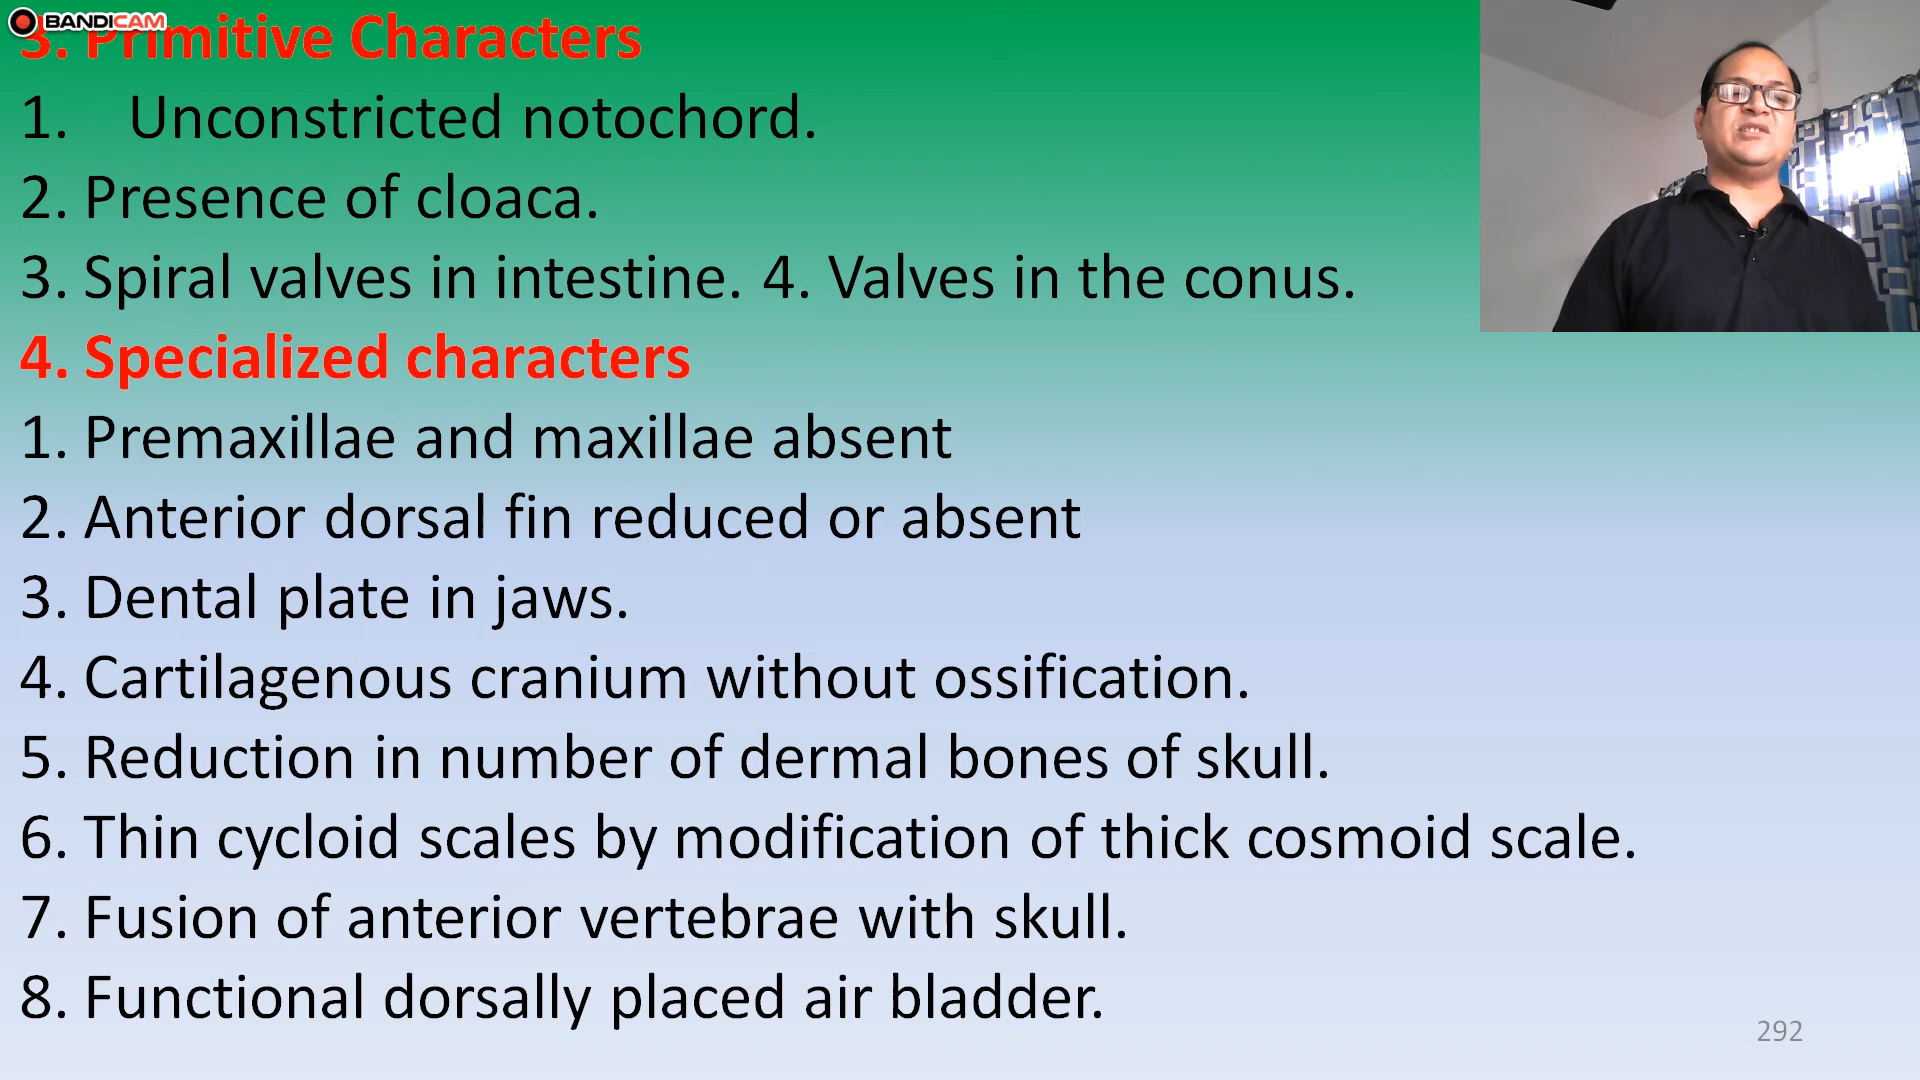 BANDICAM
3. Primitive Characters
1. Unconstricted notochord.
2. Presence of cloaca.
3. Spiral valves in intestine. 4. Valves in the conus.
4. Specialized characters
1. Premaxillae and maxillae absent
2. Anterior dorsal fin reduced or absent
3. Dental plate in jaws.
4. Cartilagenous cranium without ossification.
5. Reduction in number of dermal bones of skull.
6. Thin cycloid scales by modification of thick cosmoid scale.
7. Fusion of anterior vertebrae with skull.
8. Functional dorsally placed air bladder.
292